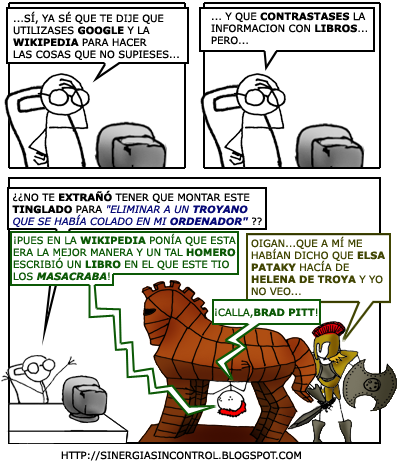 ...SÍ, YA SÉ QUE TE DIJE QUE
UTILIZASES GOOGLE Y LA
WIKIPEDIA PARA HACER
LAS COSAS QUE NO SUPIESES...
... Y QUE CONTRASTASES LA
INFORMACION CON LIBROS...
PERO...
¿¿NO TE EXTRAÑÓ TENER QUE MONTAR ESTE
TINGLADO PARA "ELIMINAR A UN TROYANO
QUE SE HABÍA COLADO EN MI ORDENADOR" ??
¡PUES EN LA WIKIPEDIA PONÍA QUE ESTA
ERA LA MEJOR MANERA Y UN TAL HOMERO
ESCRIBIÓ UN LIBRO EN EL QUE ESTE TIO
LOS MASACRABA!
OIGAN...QUE A MÍ ME
HABÍAN DICHO QUE ELSA
PATAKY HACÍA DE
HELENA DE TROYA Y YO
NO VEO...
¡CALLA,BRAD PITT!
HTTP://SINERGIASINCONTROL.BLOGSPOT.COM